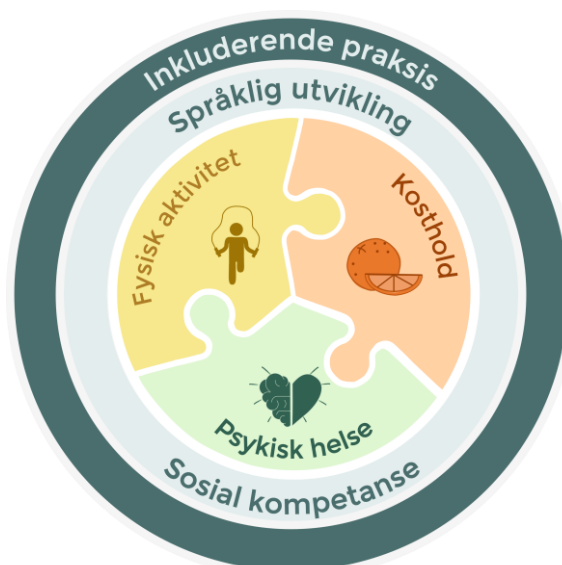 Inkluderende praksis
Språklig utvikling
Fysisk aktivitet
Kosthold
Psykisk helse
Sosial kompetanse